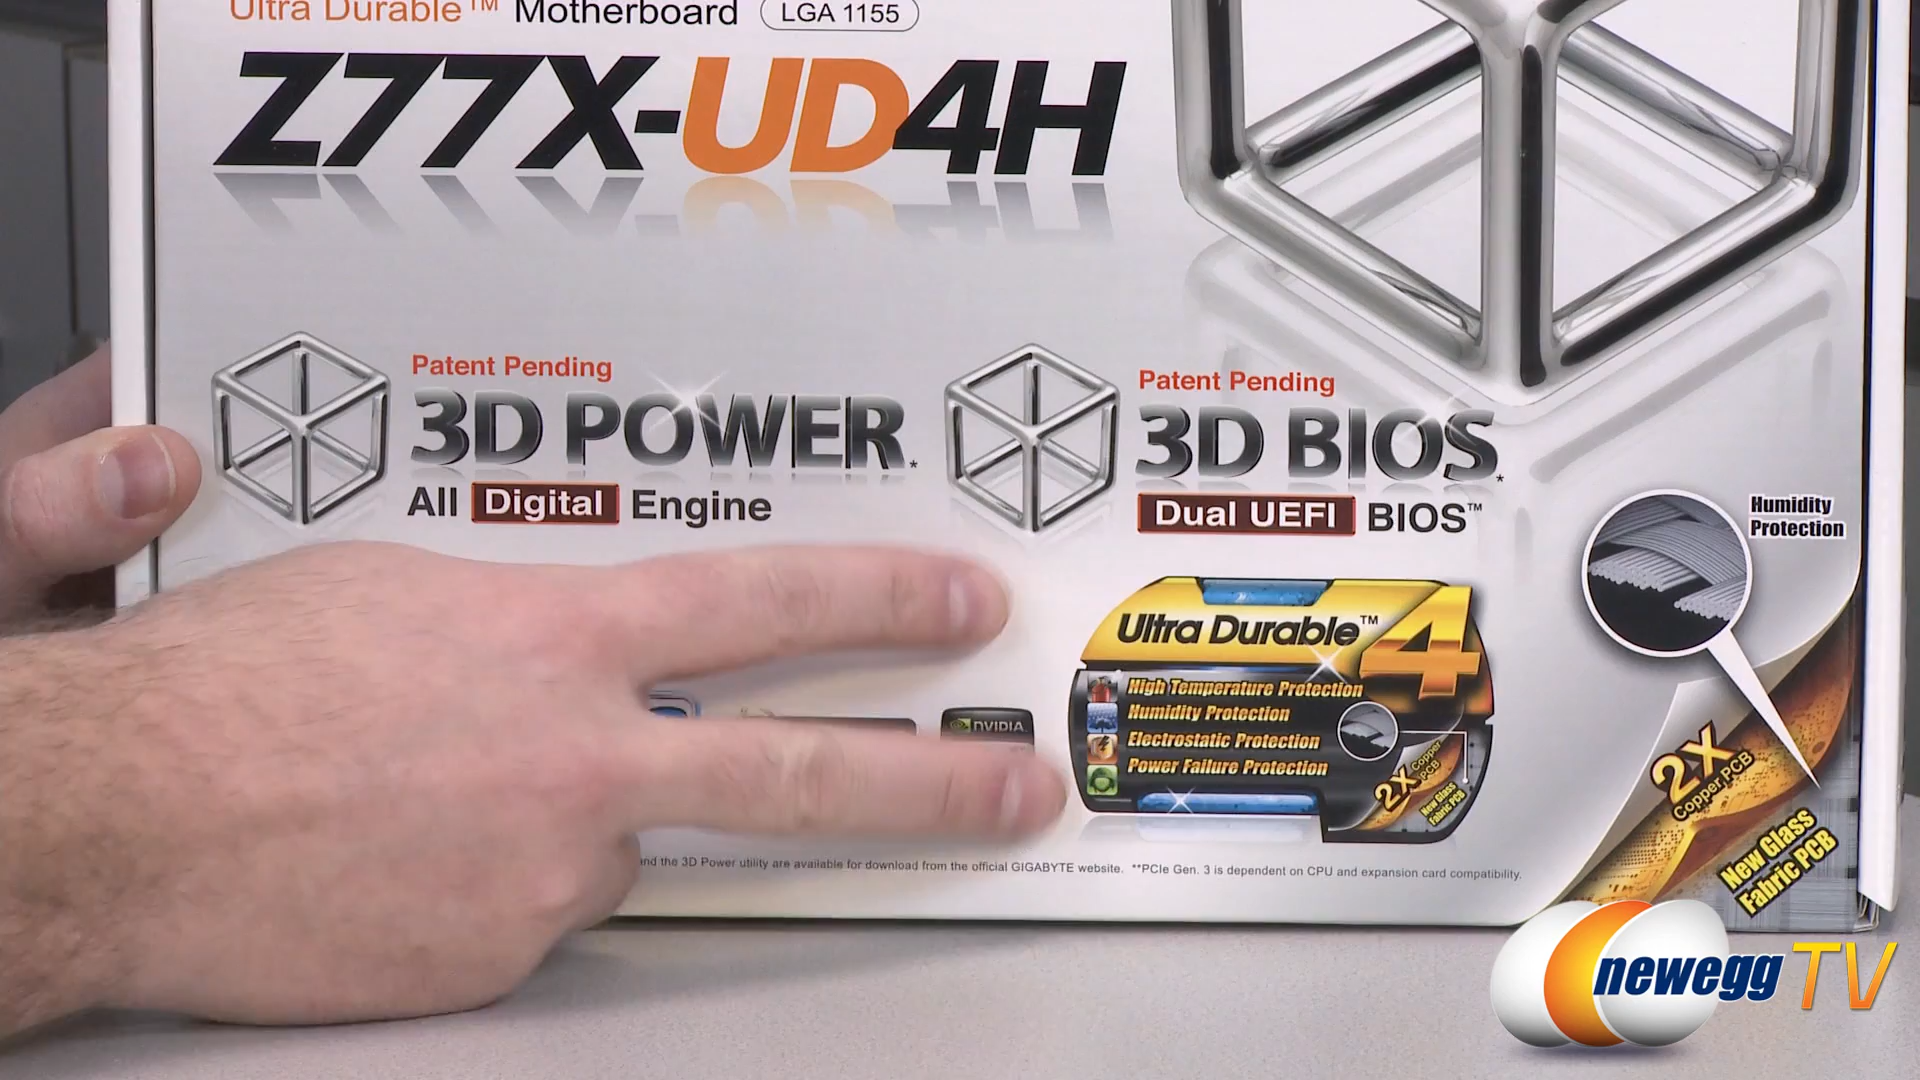 Ultra Durable™ Motherboard LGA 1155
Z77X-UD4H
Patent Pending
3D POWER*
All Digital Engine
Patent Pending
3D BIOS*
Dual UEFI BIOS™
Humidity
Protection
Ultra Durable™ 4
High Temperature Protection
Humidity Protection
Electrostatic Protection
Power Failure Protection
2X Copper
PCB
New Glass
Fabric PCB
NVIDIA
2X
Copper PCB
New Glass
Fabric PCB
and the 3D Power utility are available for download from the official GIGABYTE website. **PCIe Gen. 3 is dependent on CPU and expansion card compatibility.
newegg TV